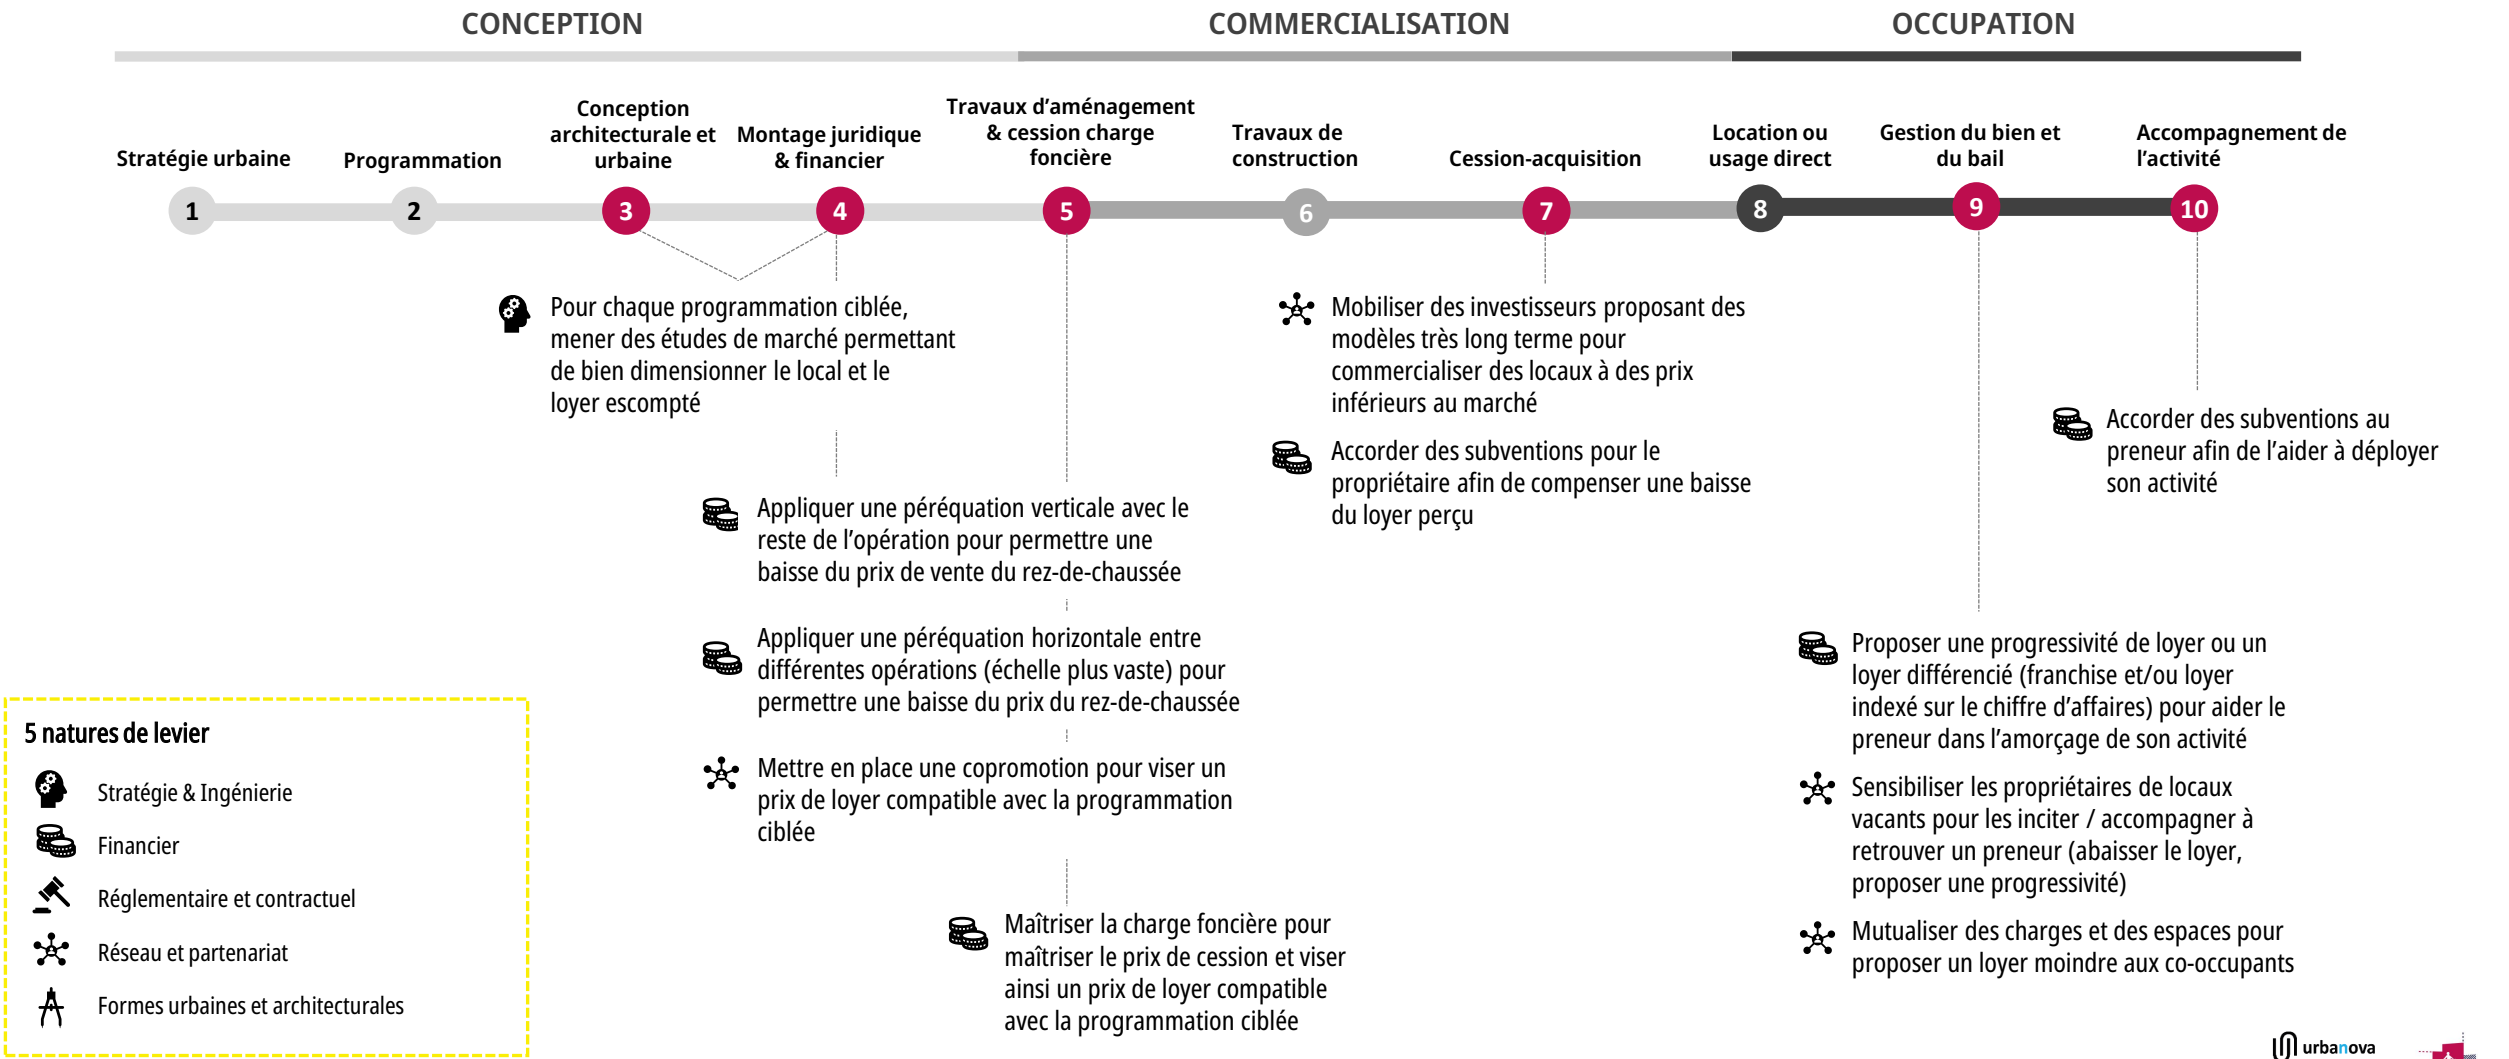 CONCEPTION
COMMERCIALISATION
OCCUPATION
Stratégie urbaine
Programmation
Conception
architecturale et
urbaine
Montage juridique
& financier
Travaux d’aménagement
& cession charge
foncière
Travaux de
construction
Cession-acquisition
Location ou
usage direct
Gestion du bien et
du bail
Accompagnement de
l’activité
1
2
3
4
5
6
7
8
9
10
Pour chaque programmation ciblée,
mener des études de marché permettant
de bien dimensionner le local et le
loyer escompté
Appliquer une péréquation verticale avec le
reste de l’opération pour permettre une
baisse du prix de vente du rez-de-chaussée
Appliquer une péréquation horizontale entre
différentes opérations (échelle plus vaste) pour
permettre une baisse du prix du rez-de-chaussée
Mettre en place une copromotion pour viser un
prix de loyer compatible avec la programmation
ciblée
Maîtriser la charge foncière pour
maîtriser le prix de cession et viser
ainsi un prix de loyer compatible
avec la programmation ciblée
Mobiliser des investisseurs proposant des
modèles très long terme pour
commercialiser des locaux à des prix
inférieurs au marché
Accorder des subventions pour le
propriétaire afin de compenser une baisse
du loyer perçu
Accorder des subventions au
preneur afin de l’aider à déployer
son activité
Proposer une progressivité de loyer ou un
loyer différencié (franchise et/ou loyer
indexé sur le chiffre d’affaires) pour aider le
preneur dans l’amorçage de son activité
Sensibiliser les propriétaires de locaux
vacants pour les inciter / accompagner à
retrouver un preneur (abaisser le loyer,
proposer une progressivité)
Mutualiser des charges et des espaces pour
proposer un loyer moindre aux co-occupants
5 natures de levier
Stratégie & Ingénierie
Financier
Réglementaire et contractuel
Réseau et partenariat
Formes urbaines et architecturales
urbanova